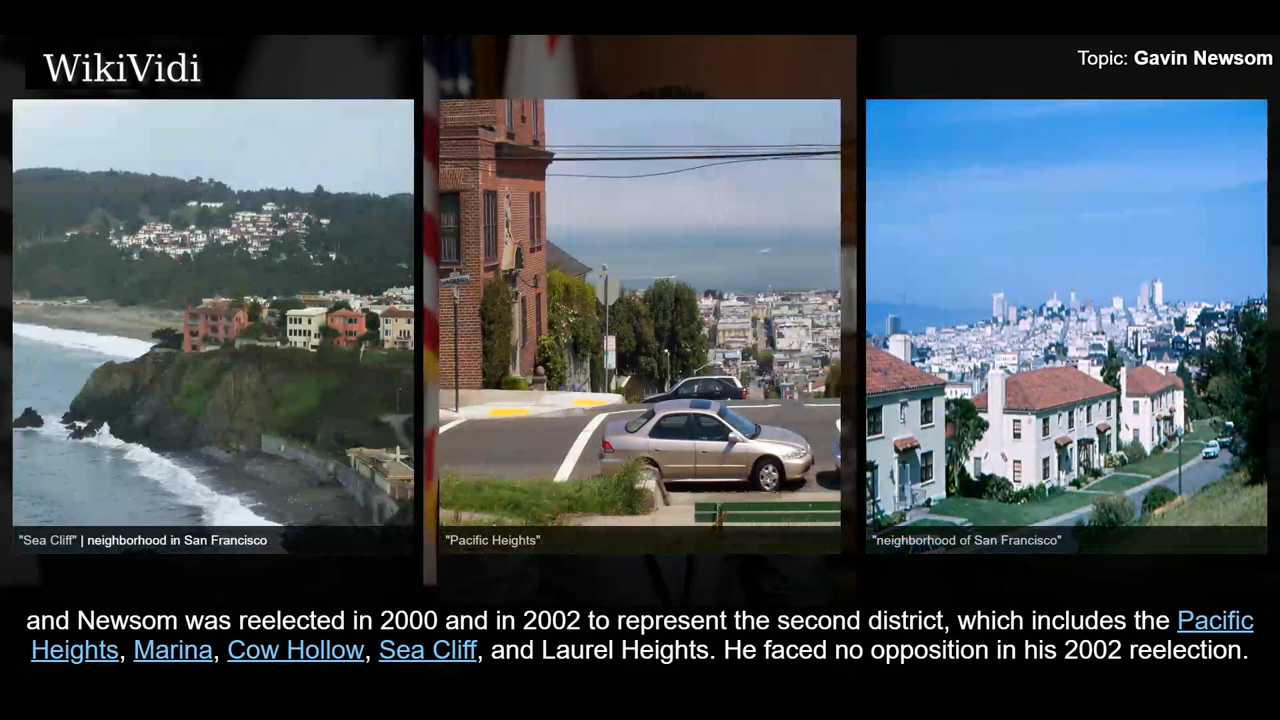 WikiVidi
Topic: Gavin Newsom
"Sea Cliff" | neighborhood in San Francisco
"Pacific Heights"
"neighborhood of San Francisco"
and Newsom was reelected in 2000 and in 2002 to represent the second district, which includes the Pacific
Heights, Marina, Cow Hollow, Sea Cliff, and Laurel Heights. He faced no opposition in his 2002 reelection.